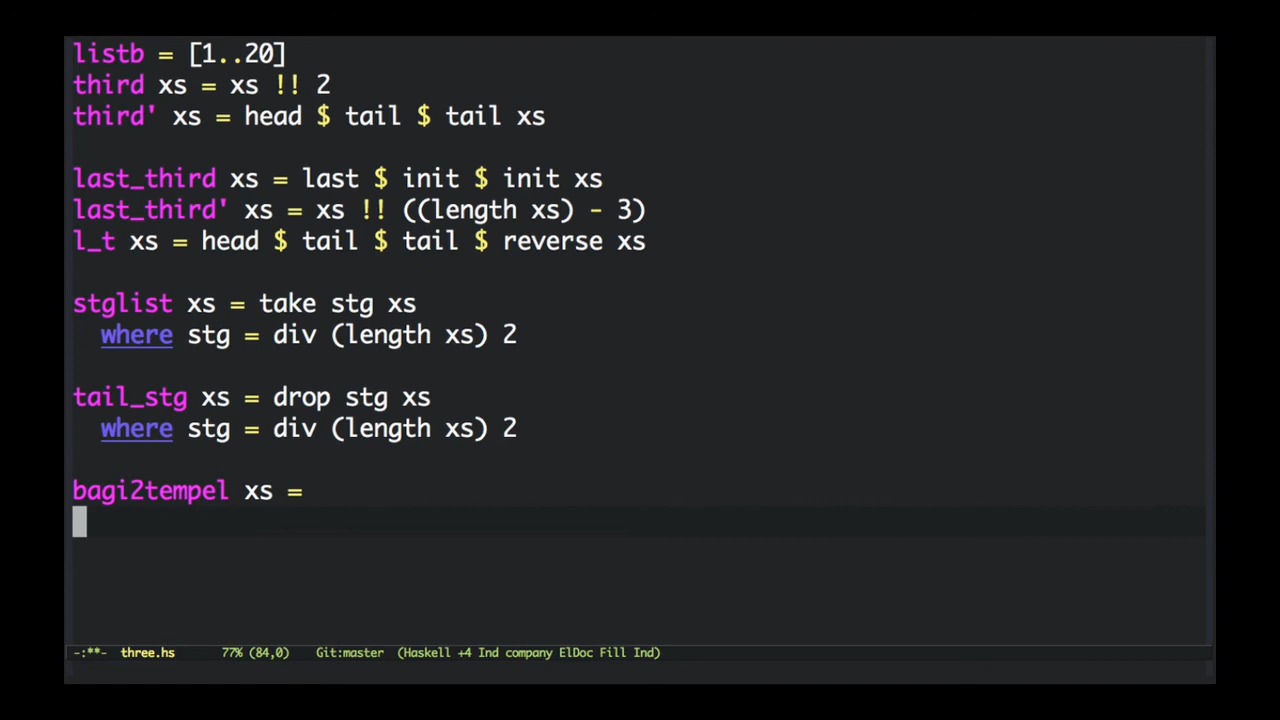 listb = [1..20]
third xs = xs !! 2
third' xs = head $ tail $ tail xs
last_third xs = last $ init $ init xs
last_third' xs = xs !! ((length xs) - 3)
l_t xs = head $ tail $ tail $ reverse xs
stglist xs = take stg xs
  where stg = div (length xs) 2
tail_stg xs = drop stg xs
  where stg = div (length xs) 2
bagi2tempel xs =
-:**-  three.hs      77% (84,0)    Git:master  (Haskell +4 Ind company ElDoc Fill Ind)